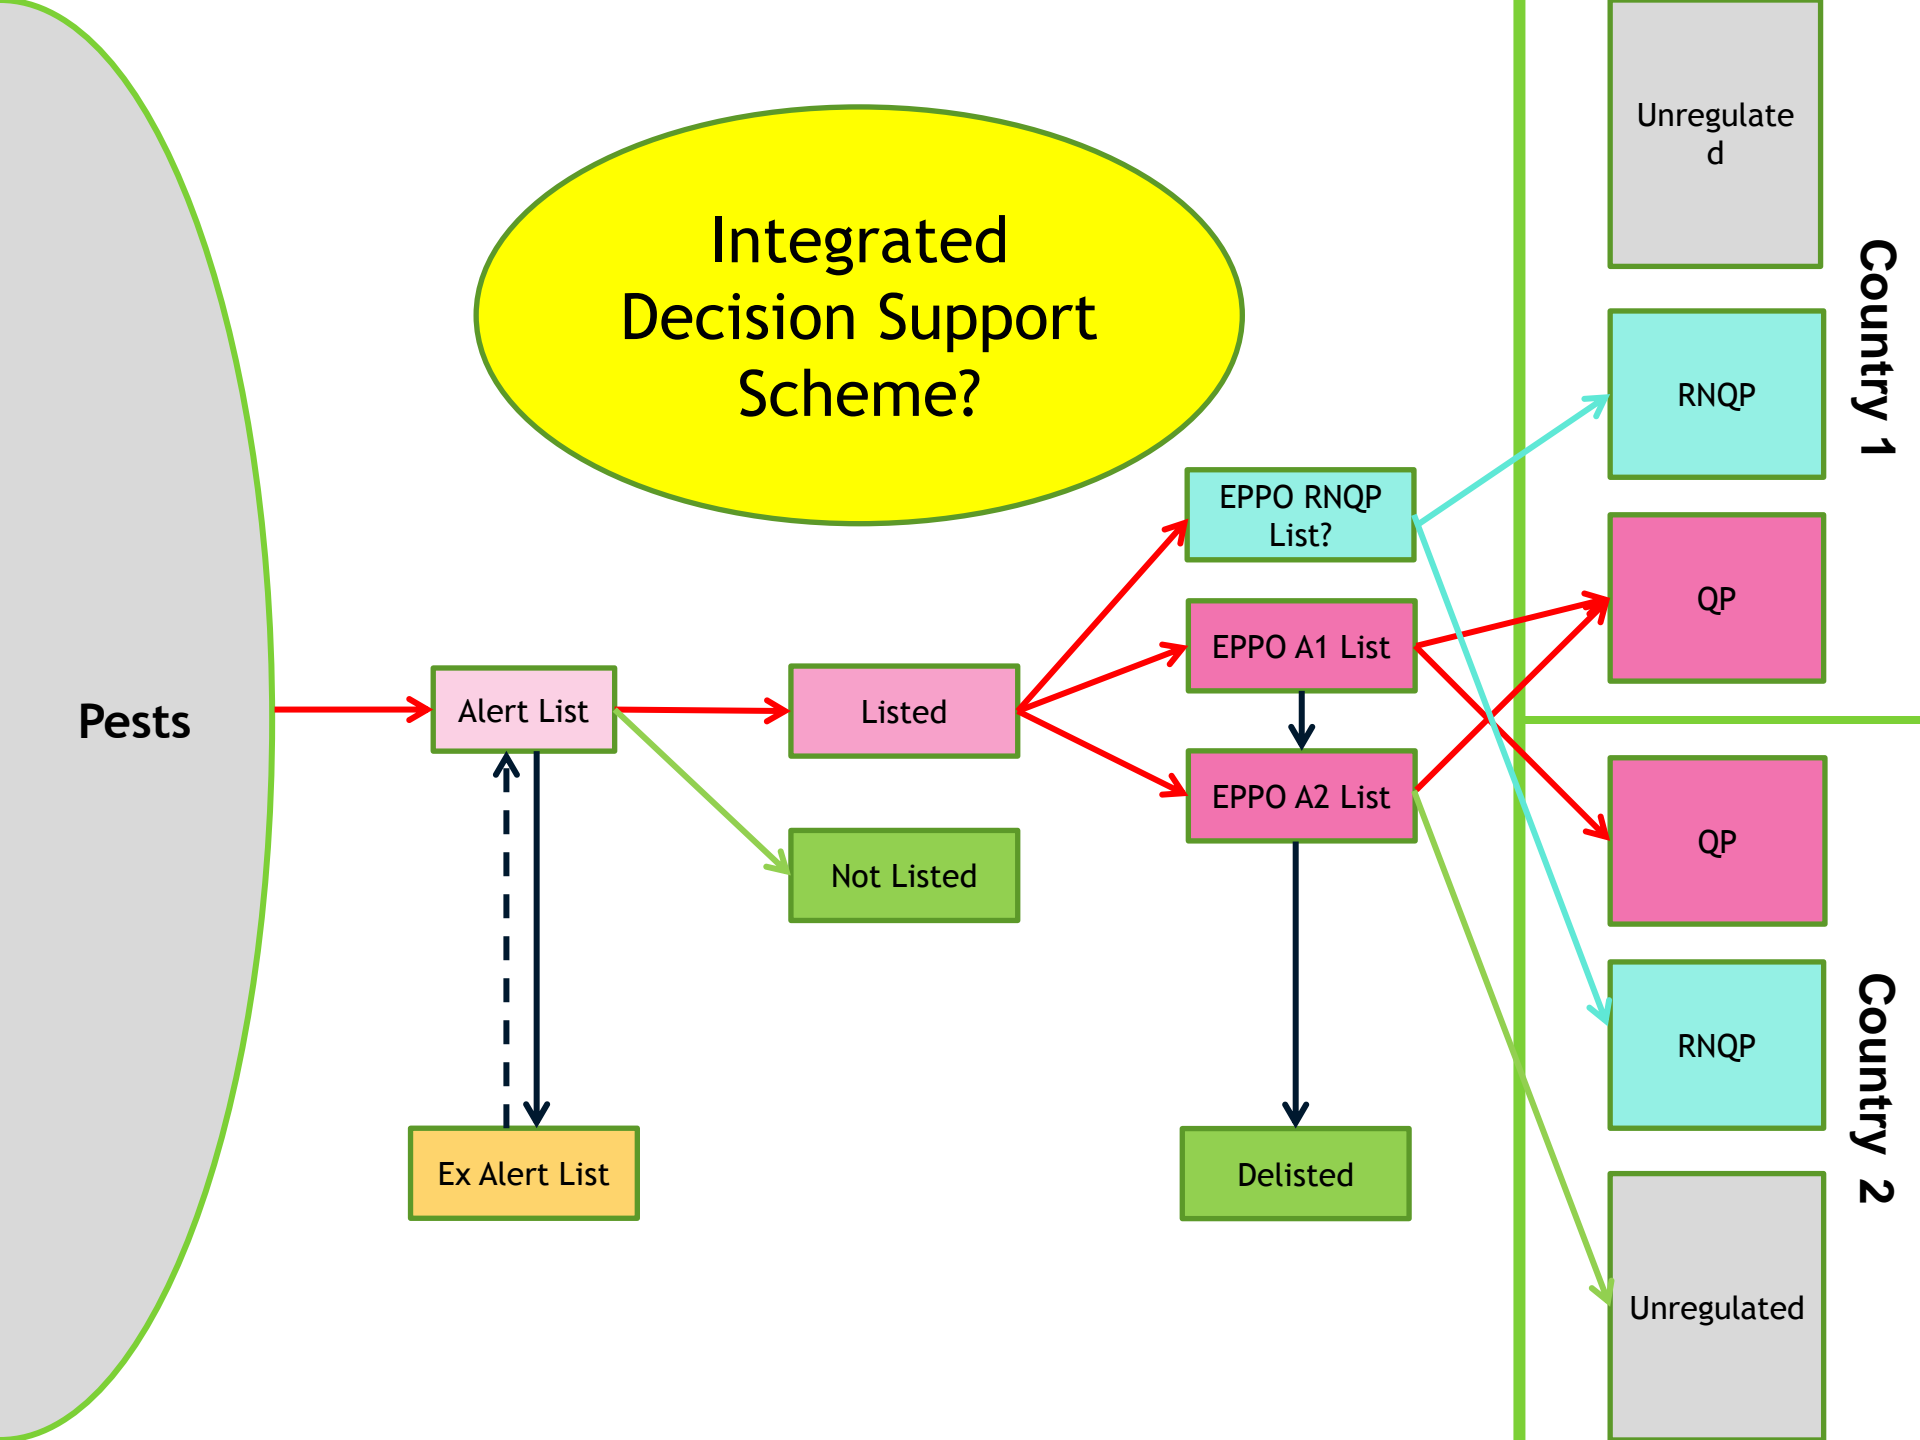 Pests
Integrated
Decision Support
Scheme?
Alert List
Ex Alert List
Listed
Not Listed
EPPO RNQP
List?
EPPO A1 List
EPPO A2 List
Delisted
Unregulate
d
RNQP
QP
Country 1
QP
RNQP
Unregulated
Country 2